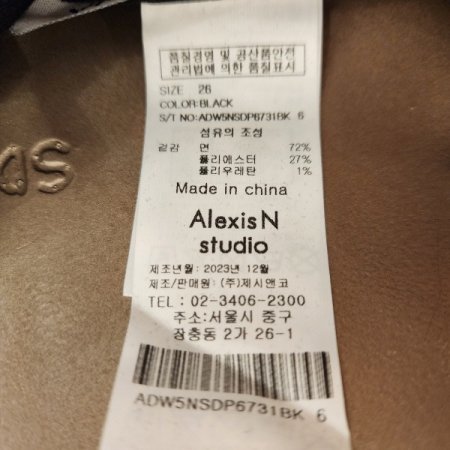 품질경영 및 공산품안전
관리법에 의한 품질표시
SIZE 26
COLOR:BLACK
S/T NO:ADW5NSDP6731BK 6
섬유의 조성
겉감 면 72%
폴리에스터 27%
폴리우레탄 1%
Made in china
AlexisN
studio
제조년월: 2023년 12월
제조/판매원: (주)제시앤코
TEL : 02-3406-2300
주소:서울시 중구
장충동 2가 26-1
ADW5NSDP6731BK 6